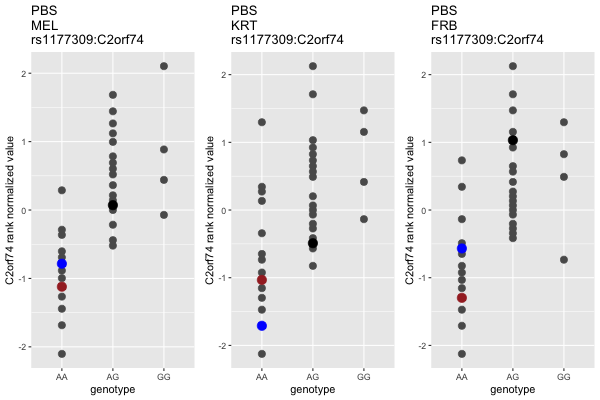 PBS
MEL
rs1177309:C2orf74
C2orf74 rank normalized value
2
1
0
-1
-2
AA AG GG
genotype
PBS
KRT
rs1177309:C2orf74
C2orf74 rank normalized value
2
1
0
-1
-2
AA AG GG
genotype
PBS
FRB
rs1177309:C2orf74
C2orf74 rank normalized value
2
1
0
-1
-2
AA AG GG
genotype